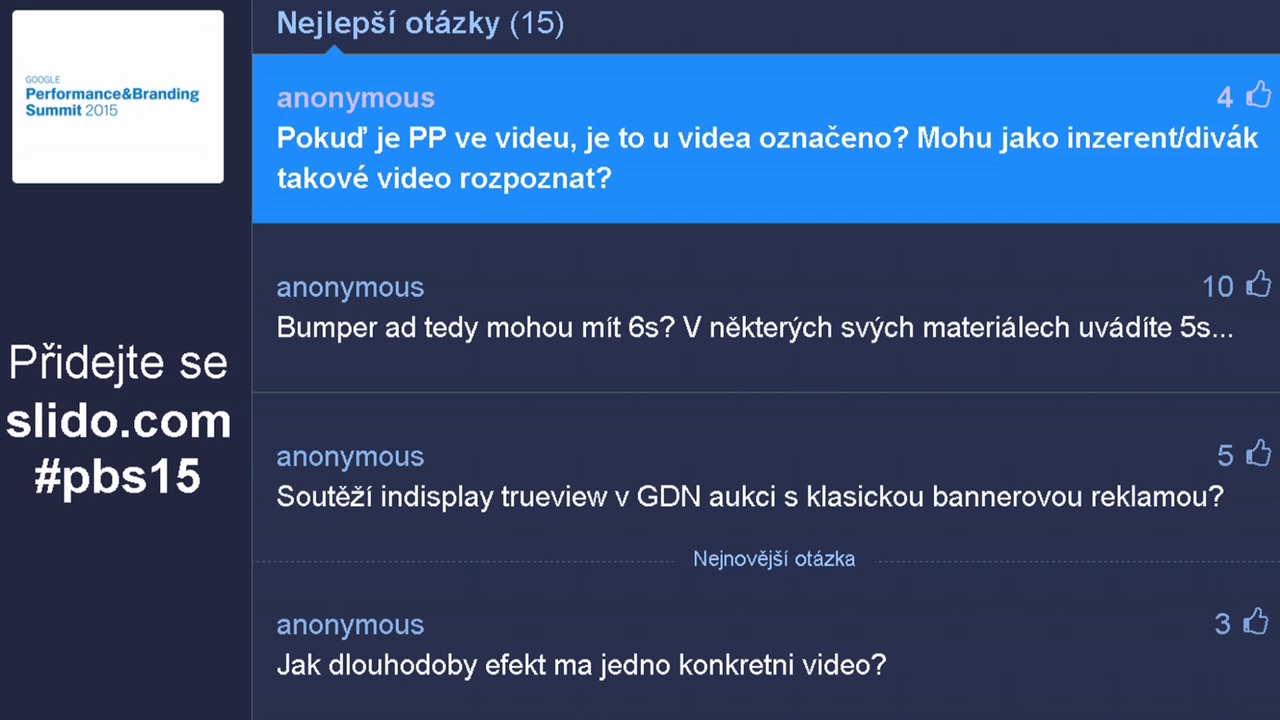 GOOGLE
Performance&Branding
Summit 2015
Přidejte se
slido.com
#pbs15
Nejlepší otázky (15)
anonymous 4
Pokuď je PP ve videu, je to u videa označeno? Mohu jako inzerent/divák
takové video rozpoznat?
anonymous 10
Bumper ad tedy mohou mít 6s? V některých svých materiálech uvádíte 5s...
anonymous 5
Soutěží indisplay trueview v GDN aukci s klasickou bannerovou reklamou?
Nejnovější otázka
anonymous 3
Jak dlouhodoby efekt ma jedno konkretni video?